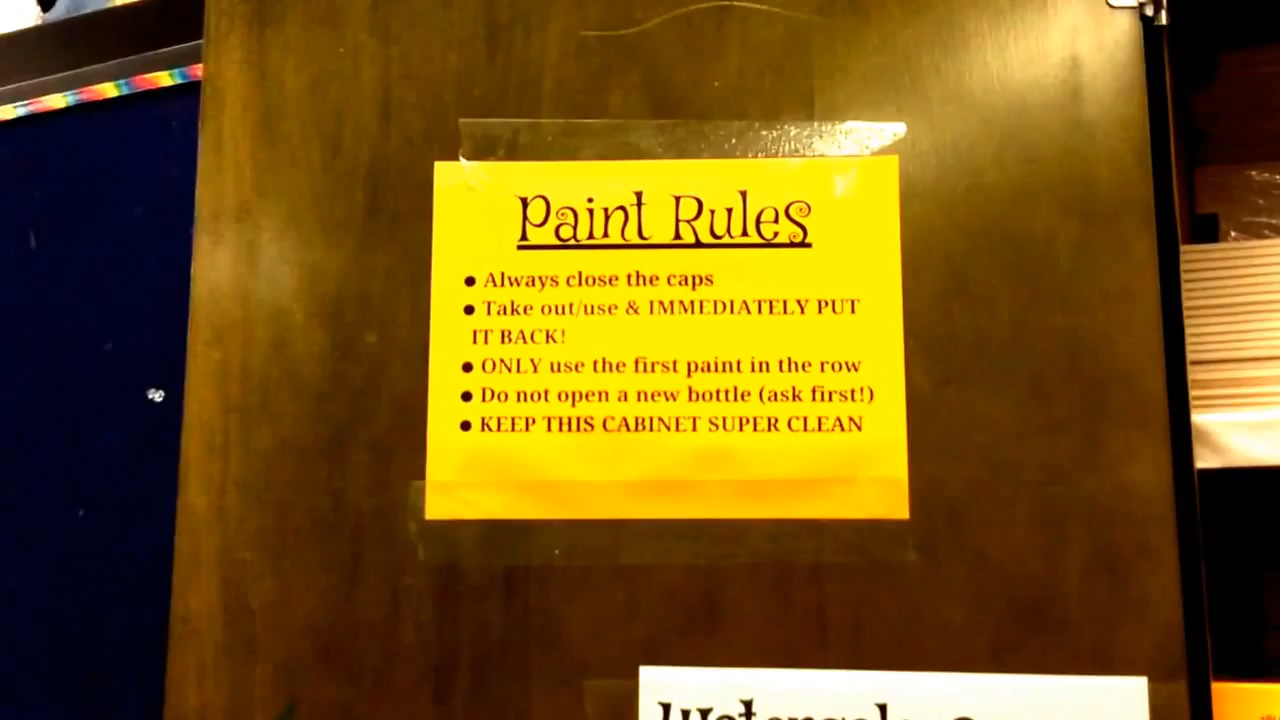 Paint Rules
● Always close the caps
● Take out/use & IMMEDIATELY PUT
IT BACK!
● ONLY use the first paint in the row
● Do not open a new bottle (ask first!)
● KEEP THIS CABINET SUPER CLEAN